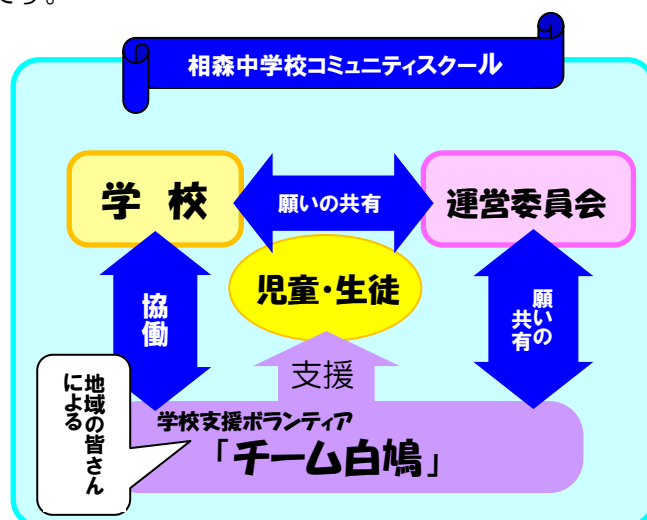 です。
相森中学校コミュニティスクール
学 校
願いの共有
運営委員会
児童・生徒
協働
願いの
共有
支援
地域の皆さん
による
学校支援ボランティア
「チーム白鳩」